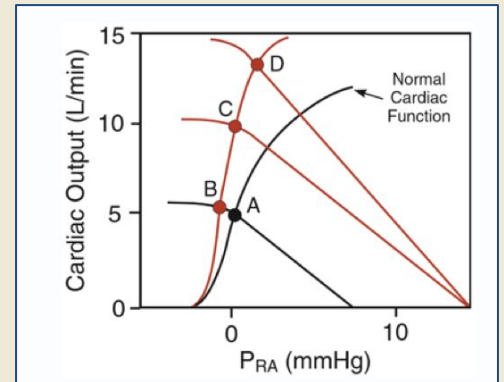 15
D
Normal
Cardiac
Function
C
10
B
A
5
0
0
10
Cardiac Output (L/min)
P_RA (mmHg)